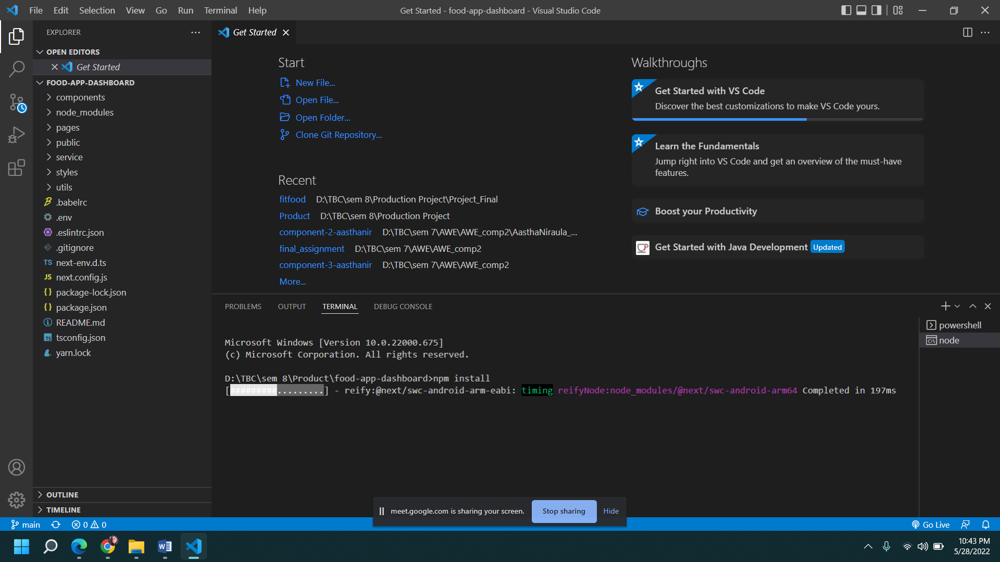 File Edit Selection View Go Run Terminal Help
Get Started - food-app-dashboard - Visual Studio Code
EXPLORER
OPEN EDITORS
Get Started
FOOD-APP-DASHBOARD
components
node_modules
pages
public
service
styles
utils
.babelrc
.env
.eslintrc.json
.gitignore
TS next-env.d.ts
JS next.config.js
{} package-lock.json
{} package.json
README.md
TS tsconfig.json
yarn.lock
OUTLINE
TIMELINE
Get Started
Start
New File...
Open File...
Open Folder...
Clone Git Repository...
Recent
fitfood D:\TBC\sem 8\Production Project\Project_Final
Product D:\TBC\sem 8\Production Project
component-2-aasthanir D:\TBC\sem 7\AWE\AWE_comp2\AasthaNiraula_...
final_assignment D:\TBC\sem 7\AWE\AWE_comp2
component-3-aasthanir D:\TBC\sem 7\AWE\AWE_comp2
More...
Walkthroughs
Get Started with VS Code
Discover the best customizations to make VS Code yours.
Learn the Fundamentals
Jump right into VS Code and get an overview of the must-have
features.
Boost your Productivity
Get Started with Java Development Updated
PROBLEMS OUTPUT TERMINAL DEBUG CONSOLE
powershell
node
Microsoft Windows [Version 10.0.22000.675]
(c) Microsoft Corporation. All rights reserved.
D:\TBC\sem 8\Product\food-app-dashboard>npm install
[#########.........] - reify:@next/swc-android-arm-eabi: timing reifyNode:node_modules/@next/swc-android-arm64 Completed in 197ms
meet.google.com is sharing your screen. Stop sharing Hide
main 0 0
Go Live
10:43 PM
5/28/2022